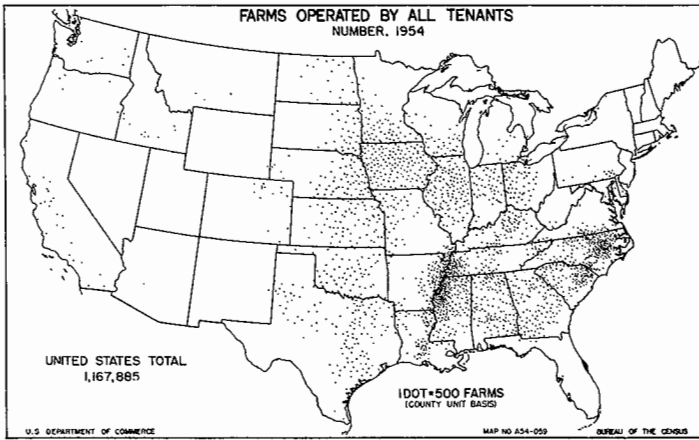 FARMS OPERATED BY ALL TENANTS
NUMBER, 1954
UNITED STATES TOTAL
1,167,885
1 DOT=500 FARMS
(COUNTY UNIT BASIS)
U.S. DEPARTMENT OF COMMERCE
MAP NO A54-059
BUREAU OF THE CENSUS